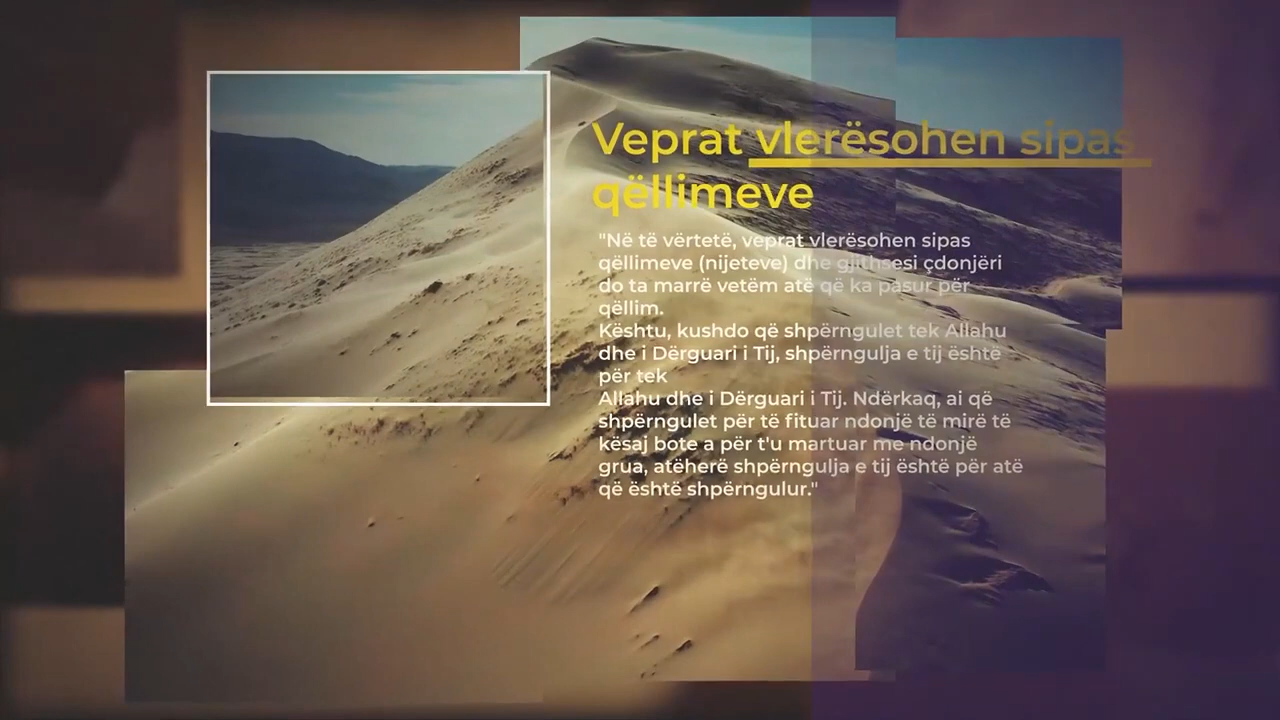 Veprat vlerësohen sipas
qëllimeve
"Në të vërtetë, veprat vlerësohen sipas
qëllimeve (nijeteve) dhe gjithsesi çdonjëri
do ta marrë vetëm atë që ka pasur për
qëllim.
Kështu, kushdo që shpërngulet tek Allahu
dhe i Dërguari i Tij, shpërngulja e tij është
për tek
Allahu dhe i Dërguari i Tij. Ndërkaq, ai që
shpërngulet për të fituar ndonjë të mirë të
kësaj bote a për t'u martuar me ndonjë
grua, atëherë shpërngulja e tij është për atë
që është shpërngulur."